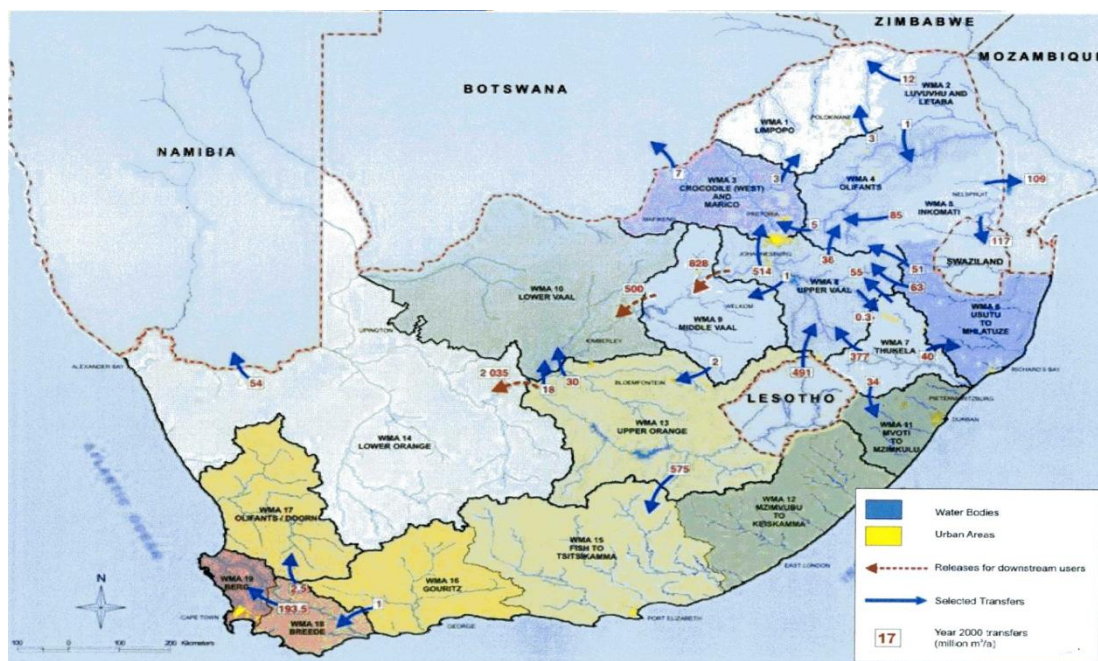 ZIMBABWE
MOZAMBIQUE
BOTSWANA
NAMIBIA
12
WMA 2
LUVUVHU AND
LETABA
WMA 1
LIMPOPO
POLOKWANE
3
1
7
3
WMA 3
CROCODILE (WEST)
AND
MARICO
WMA 4
OLIFANTS
109
NELSPRUIT
WMA 5
INKOMATI
MAFIKENG
PRETORIA
5
85
JOHANNESBURG
117
SWAZILAND
828
514
36
1
55
51
63
WMA 8
UPPER VAAL
WMA 10
LOWER VAAL
500
WELKOM
WMA 9
MIDDLE VAAL
0.3
WMA 6
USUTU
TO
MHLATUZE
UPINGTON
KIMBERLEY
WMA 7
THUKELA
377
40
ALEXANDER BAY
54
2 035
18
30
2
BLOEMFONTEIN
491
34
RICHARD'S BAY
LESOTHO
PIETERMARITZBURG
DURBAN
WMA 11
MVOTI
TO
MZIMKULU
WMA 13
UPPER ORANGE
WMA 14
LOWER ORANGE
575
ATLANTIC OCEAN
WMA 12
MZIMVUBU
TO
KEISKAMMA
WMA 17
OLIFANTS / DOORN
WMA 15
FISH TO
TSITSIKAMMA
EAST LONDON
N
WMA 19
BERG
2.5
WMA 16
GOURITZ
193.5
1
CAPE TOWN
WMA 18
BREEDE
GEORGE
PORT ELIZABETH
100 0 100 200 Kilometers
Water Bodies
Urban Areas
Releases for downstream users
Selected Transfers
17
Year 2000 transfers
(million m³/a)